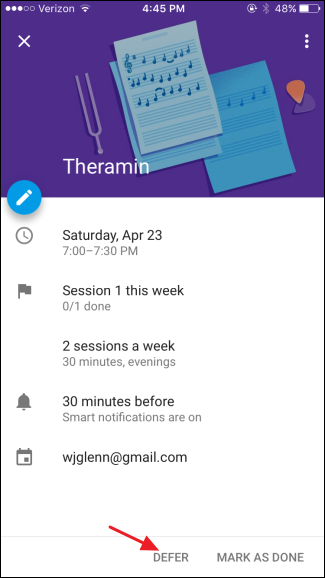 Verizon 4:45 PM 48%
Theramin
Saturday, Apr 23
7:00–7:30 PM
Session 1 this week
0/1 done
2 sessions a week
30 minutes, evenings
30 minutes before
Smart notifications are on
wjglenn@gmail.com
DEFER MARK AS DONE